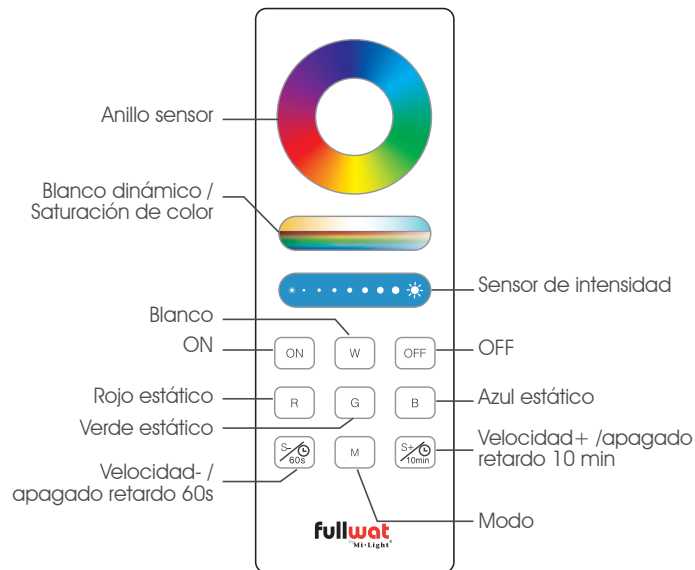 Anillo sensor
Blanco dinámico /
Saturación de color
Sensor de intensidad
Blanco
ON
ON
W
OFF
OFF
Rojo estático
R
G
B
Azul estático
Verde estático
S-
60s
M
S+
10min
Velocidad+ /apagado
retardo 10 min
Velocidad- /
apagado retardo 60s
Modo
fullwat
Mi•Light